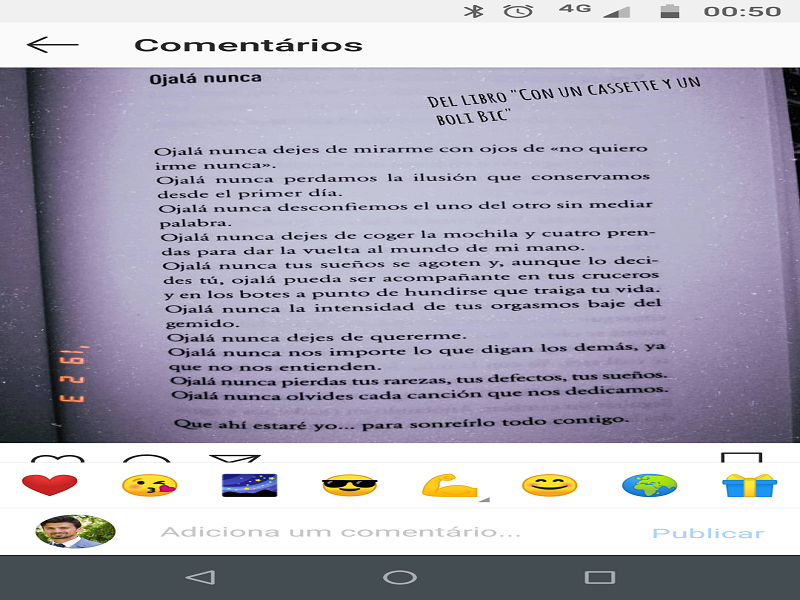 4G 00:50
Comentários
Ojalá nunca
DEL LIBRO "CON UN CASSETTE Y UN
BOLI BIC"
Ojalá nunca dejes de mirarme con ojos de «no quiero
irme nunca».
Ojalá nunca perdamos la ilusión que conservamos
desde el primer día.
Ojalá nunca desconfiemos el uno del otro sin mediar
palabra.
Ojalá nunca dejes de coger la mochila y cuatro pren-
das para dar la vuelta al mundo de mi mano.
Ojalá nunca tus sueños se agoten y, aunque lo deci-
des tú, ojalá pueda ser acompañante en tus cruceros
y en los botes a punto de hundirse que traiga tu vida.
Ojalá nunca la intensidad de tus orgasmos baje del
gemido.
Ojalá nunca dejes de quererme.
Ojalá nunca nos importe lo que digan los demás, ya
que no nos entienden.
Ojalá nunca pierdas tus rarezas, tus defectos, tus sueños.
Ojalá nunca olvides cada canción que nos dedicamos.
Que ahí estaré yo... para sonreírlo todo contigo.
Adiciona um comentário...
Publicar